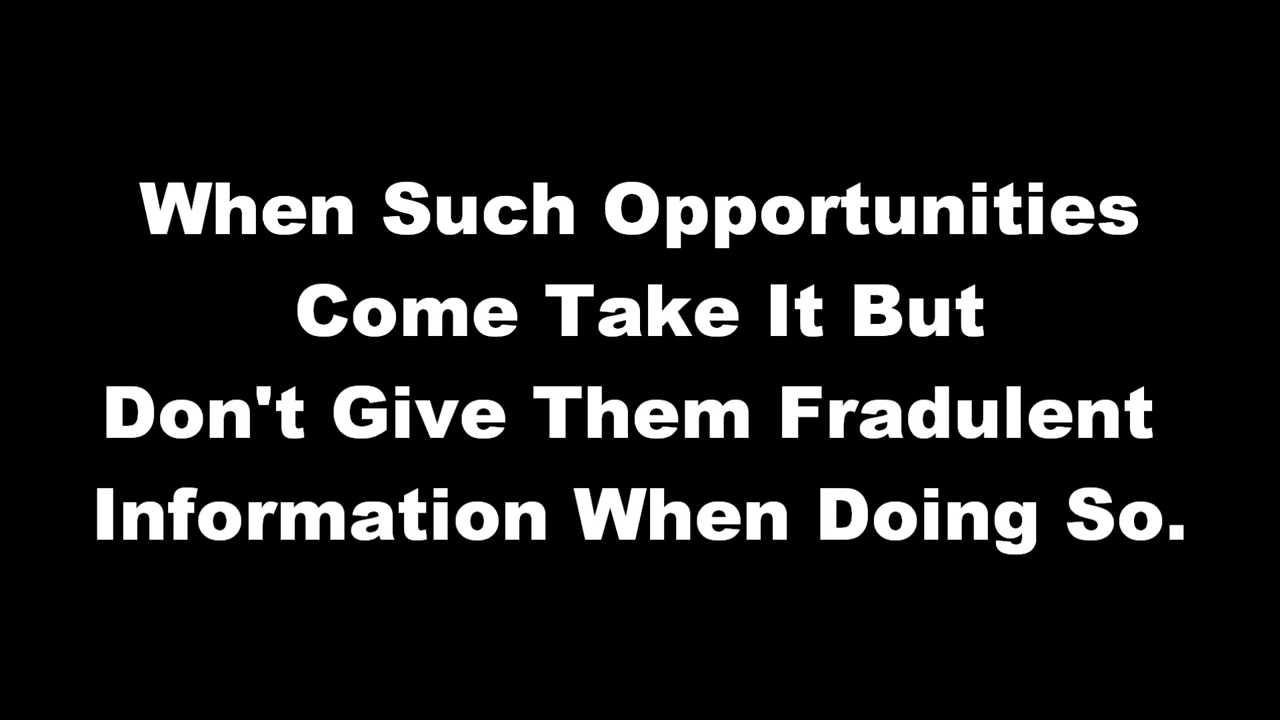 When Such Opportunities
Come Take It But
Don't Give Them Fradulent
Information When Doing So.